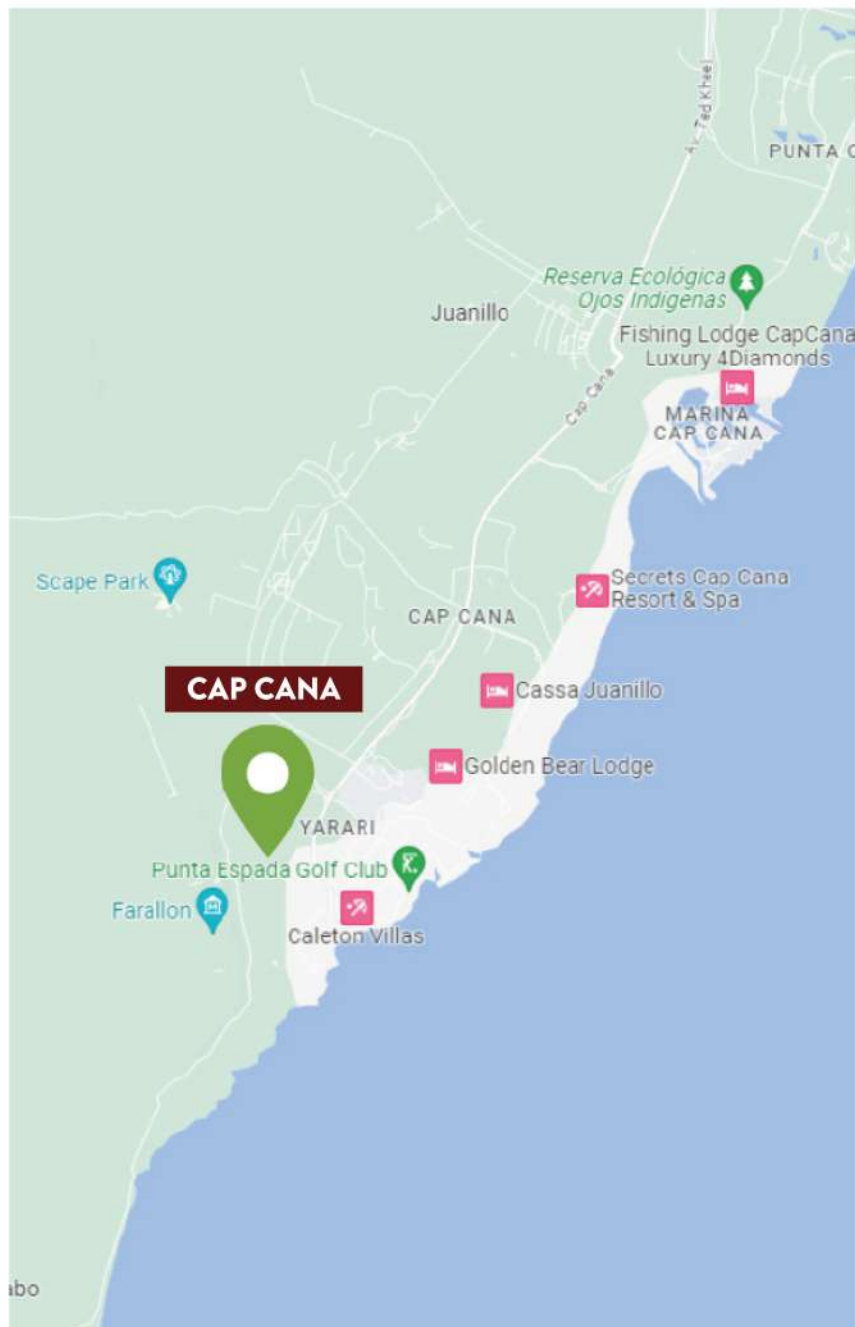 Av. Tad Kheel
PUNTA C
Reserva Ecológica
Ojos Indigenas
Juanillo
Fishing Lodge CapCana
Luxury 4Diamonds
MARINA
CAP CANA
Cap Cana
Scape Park
Secrets Cap Cana
Resort & Spa
CAP CANA
CAP CANA
Cassa Juanillo
Golden Bear Lodge
YARARI
Punta Espada Golf Club
Farallon
Caleton Villas
abo